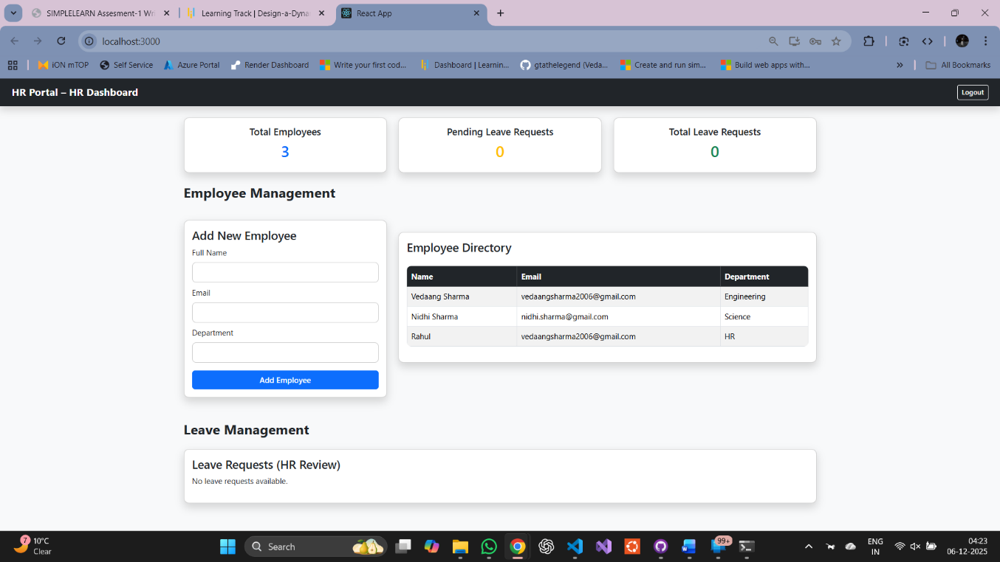 SIMPLELEARN Assesment-1 Wri
Learning Track | Design-a-Dyna
React App
localhost:3000
iON mTOP
Self Service
Azure Portal
Render Dashboard
Write your first cod...
Dashboard | Learnin...
gtathelegend (Veda...
Create and run sim...
Build web apps with...
All Bookmarks
HR Portal – HR Dashboard
Logout
Total Employees
3
Pending Leave Requests
0
Total Leave Requests
0
Employee Management
Add New Employee
Full Name
Email
Department
Add Employee
Employee Directory
Name Email Department
Vedaang Sharma vedaangsharma2006@gmail.com Engineering
Nidhi Sharma nidhi.sharma@gmail.com Science
Rahul vedaangsharma2006@gmail.com HR
Leave Management
Leave Requests (HR Review)
No leave requests available.
7
10°C
Clear
Search
99+
ENG
IN
04:23
06-12-2025